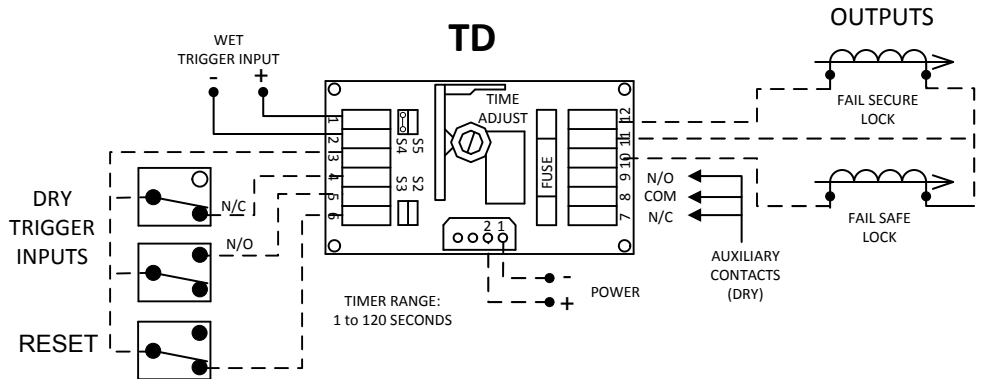 TD
OUTPUTS
WET
TRIGGER INPUT
- +
TIME
ADJUST
FAIL SECURE
LOCK
1
2
3
4
5
6
S4 S5
S3 S2
FUSE
12
11
10
9
8
7
N/O
COM
N/C
FAIL SAFE
LOCK
AUXILIARY
CONTACTS
(DRY)
DRY
TRIGGER
INPUTS
N/C
N/O
RESET
2 1
-
+
POWER
TIMER RANGE:
1 to 120 SECONDS